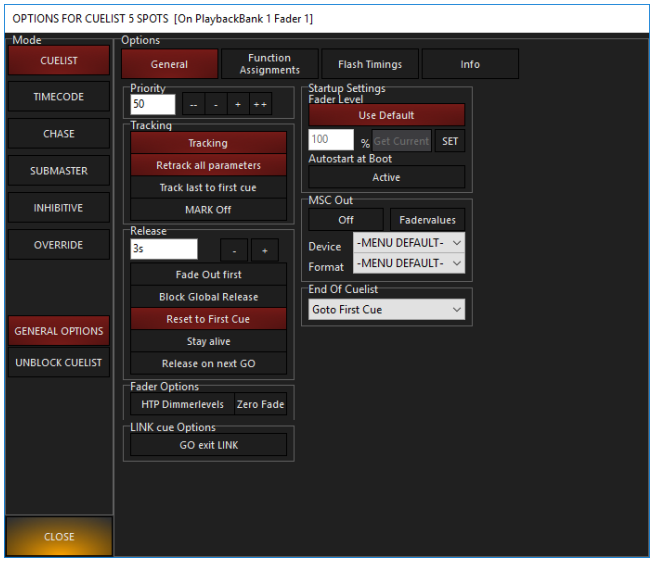 OPTIONS FOR CUELIST 5 SPOTS [On PlaybackBank 1 Fader 1]
Mode
CUELIST
TIMECODE
CHASE
SUBMASTER
INHIBITIVE
OVERRIDE
GENERAL OPTIONS
UNBLOCK CUELIST
CLOSE
Options
General
Function
Assignments
Flash Timings
Info
Priority
50
--
-
+
++
Tracking
Tracking
Retrack all parameters
Track last to first cue
MARK Off
Release
3s
-
+
Fade Out first
Block Global Release
Reset to First Cue
Stay alive
Release on next GO
Fader Options
HTP Dimmerlevels
Zero Fade
LINK cue Options
GO exit LINK
Startup Settings
Fader Level
Use Default
100
%
Get Current
SET
Autostart at Boot
Active
MSC Out
Off
Fadervalues
Device
-MENU DEFAULT-
Format
-MENU DEFAULT-
End Of Cuelist
Goto First Cue